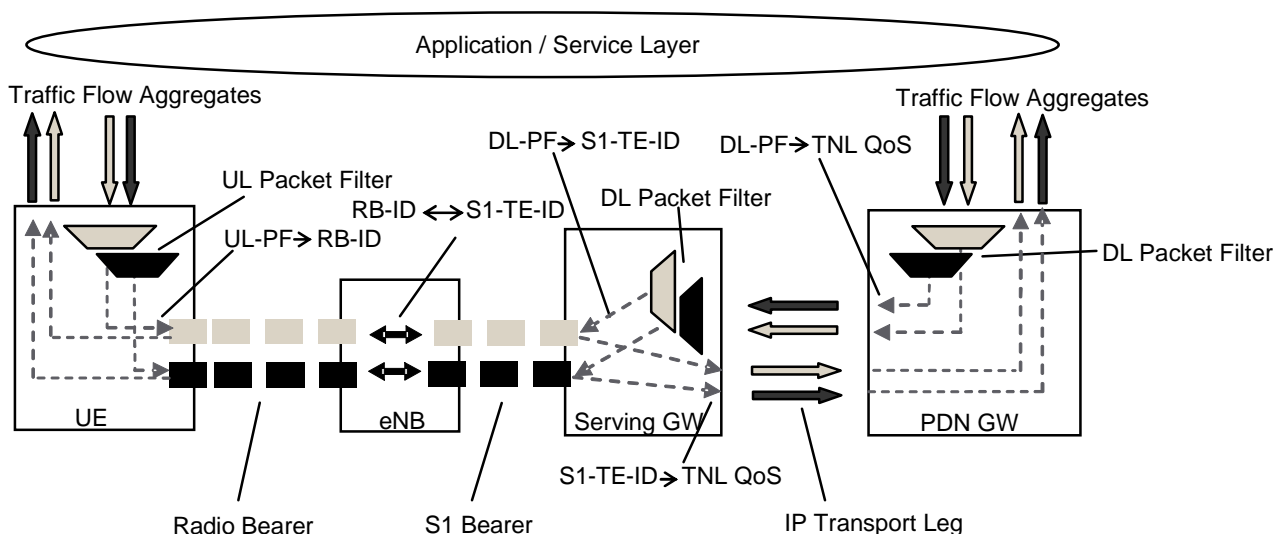 Application / Service Layer
Traffic Flow Aggregates
Traffic Flow Aggregates
DL-PF→S1-TE-ID
DL-PF→TNL QoS
UL Packet Filter
DL Packet Filter
RB-ID ↔ S1-TE-ID
UL-PF→RB-ID
DL Packet Filter
UE
eNB
Serving GW
PDN GW
S1-TE-ID→TNL QoS
Radio Bearer
S1 Bearer
IP Transport Leg